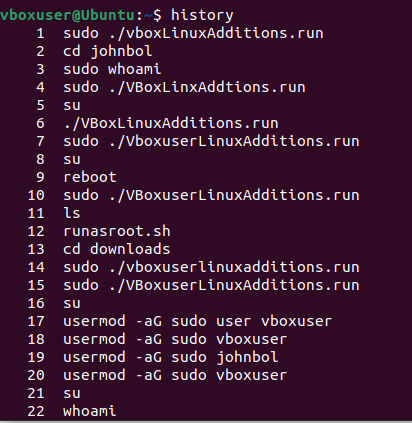 vboxuser@Ubuntu:~$ history
1 sudo ./vboxLinuxAdditions.run
2 cd johnbol
3 sudo whoami
4 sudo ./VBoxLinxAddtions.run
5 su
6 ./VBoxLinuxAdditions.run
7 sudo ./VboxuserLinuxAdditions.run
8 su
9 reboot
10 sudo ./VBoxuserLinuxAdditions.run
11 ls
12 runasroot.sh
13 cd downloads
14 sudo ./vboxuserlinuxadditions.run
15 sudo ./VBoxuserLinuxAdditions.run
16 su
17 usermod -aG sudo user vboxuser
18 usermod -aG sudo vboxuser
19 usermod -aG sudo johnbol
20 usermod -aG sudo vboxuser
21 su
22 whoami